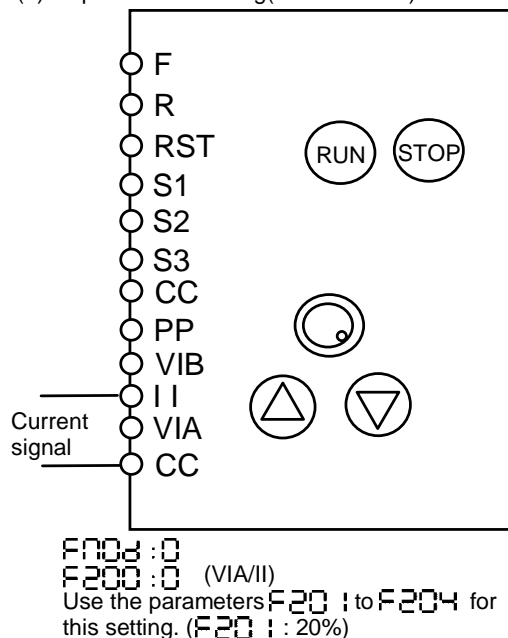 F
R
RST
S1
S2
S3
CC
PP
VIB
II
VIA
CC
RUN
STOP
Current
signal
FMOd : 0
F200 : 0 (VIA/II)
Use the parameters F201 to F204 for
this setting. (F201 : 20%)